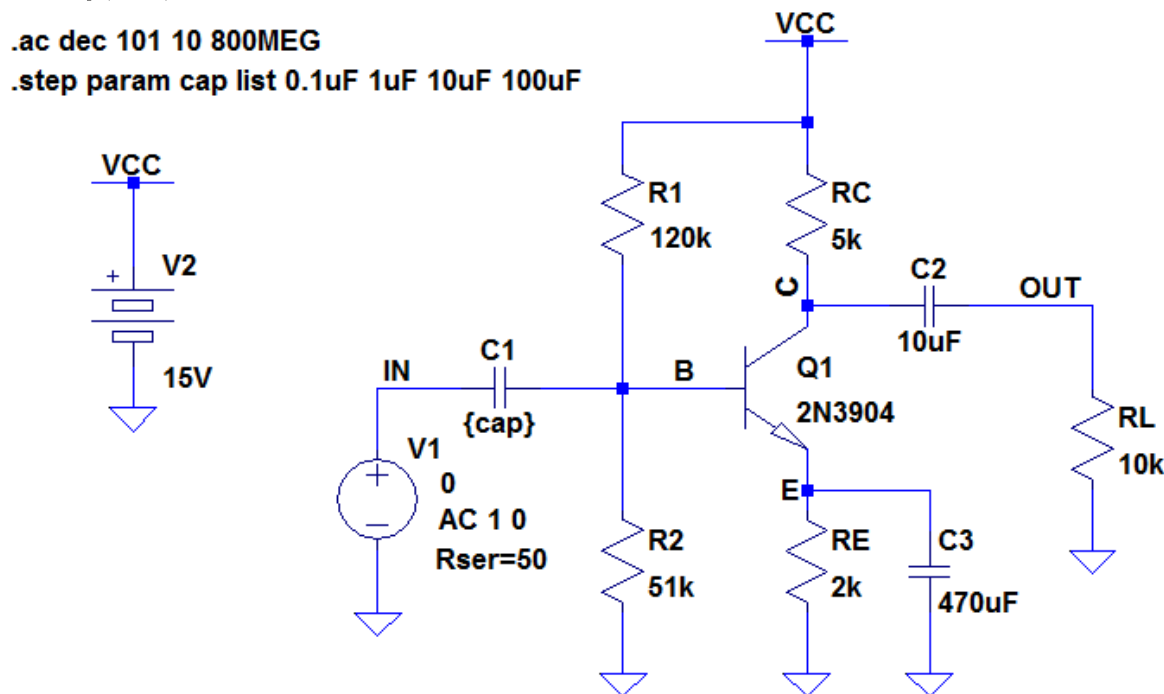 .ac dec 101 10 800MEG
.step param cap list 0.1uF 1uF 10uF 100uF
VCC
VCC
+
V2
15V
R1
120k
RC
5k
C
C2
10uF
OUT
IN
C1
{cap}
B
Q1
2N3904
V1
0
AC 1 0
Rser=50
RL
10k
E
R2
51k
RE
2k
C3
470uF